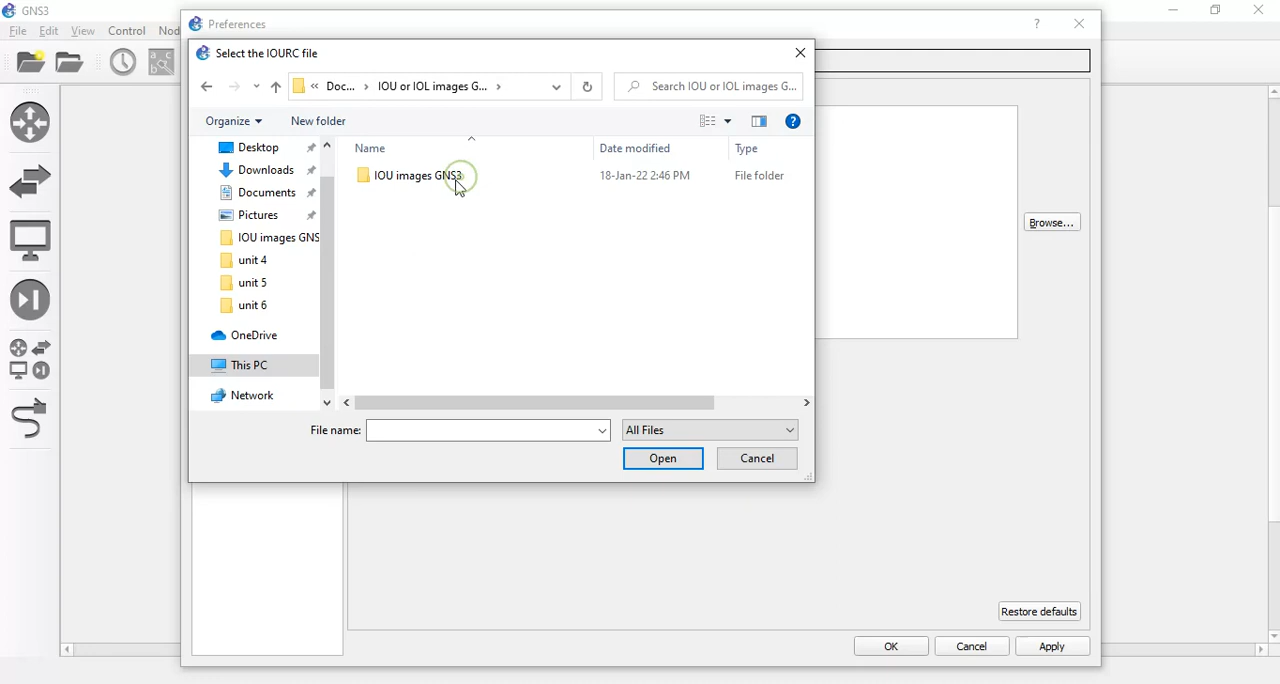 GNS3
File Edit View Control Nod
Preferences
?
Select the IOURC file
« Doc... > IOU or IOL images G... >
Search IOU or IOL images G...
Organize
New folder
?
Name
Date modified
Type
IOU images GNS3
18-Jan-22 2:46 PM
File folder
Desktop
Downloads
Documents
Pictures
IOU images GNS
unit 4
unit 5
unit 6
OneDrive
This PC
Network
Browse...
File name:
All Files
Open
Cancel
Restore defaults
OK
Cancel
Apply